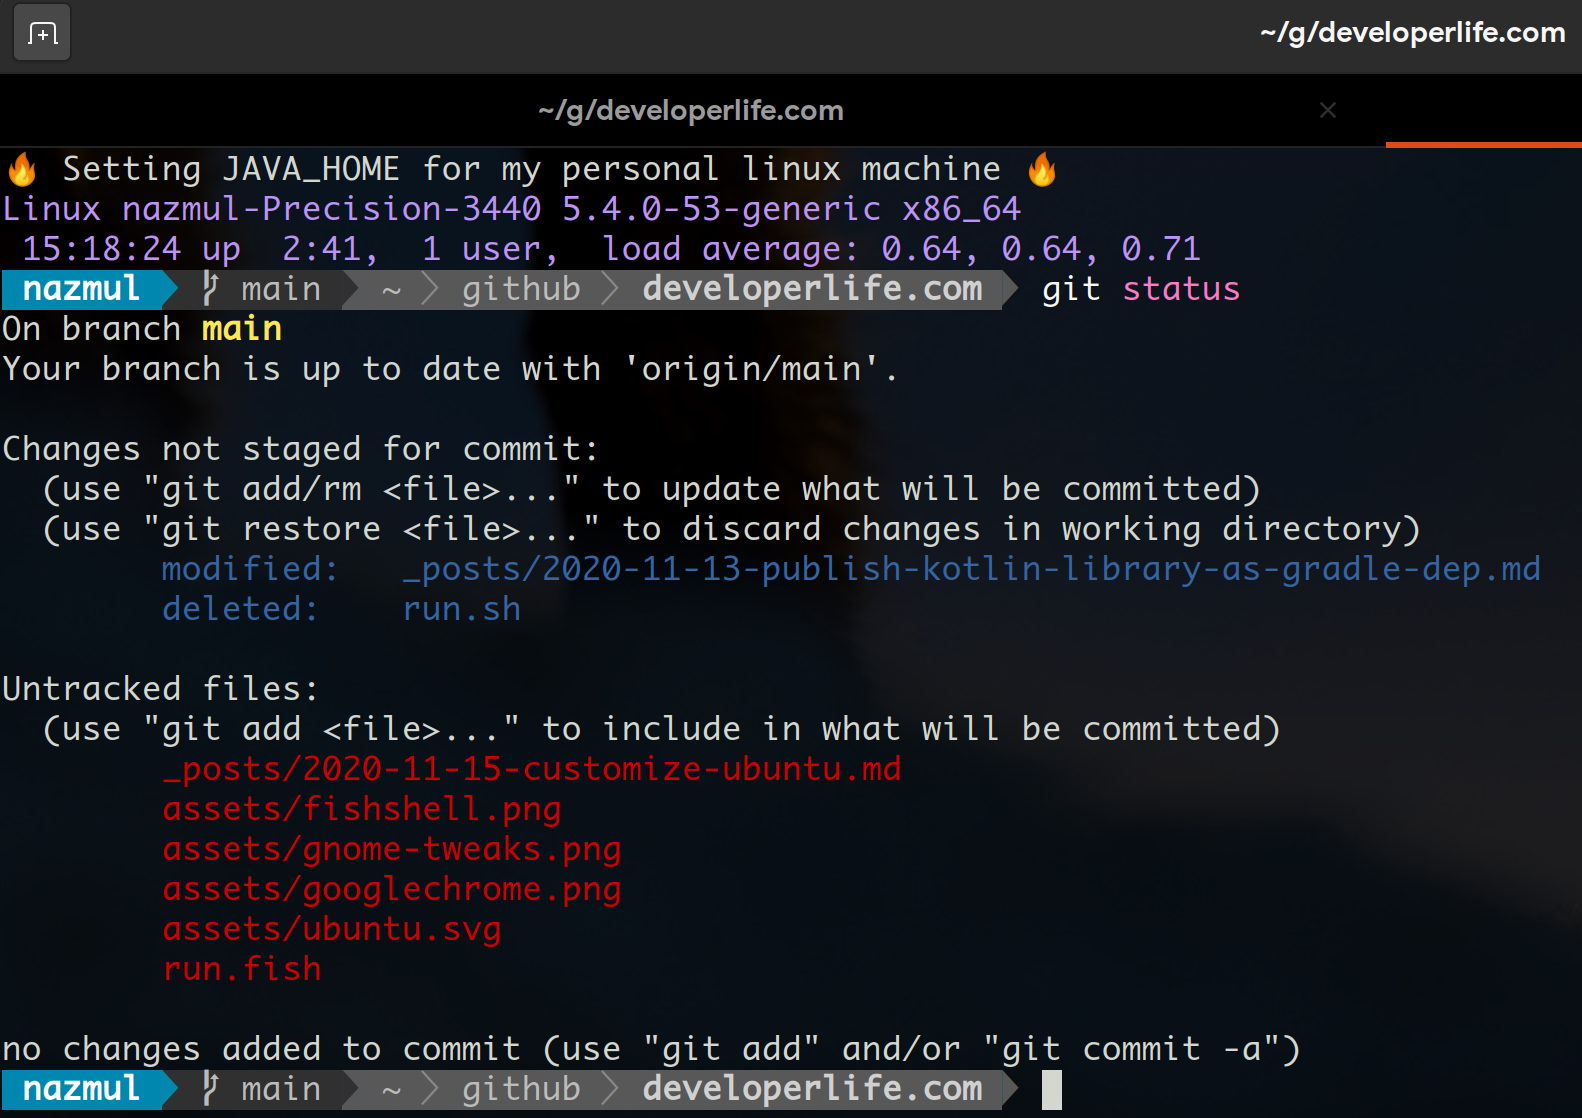 ~/g/developerlife.com
~/g/developerlife.com ×
🔥 Setting JAVA_HOME for my personal linux machine 🔥
Linux nazmul-Precision-3440 5.4.0-53-generic x86_64
 15:18:24 up  2:41,  1 user,  load average: 0.64, 0.64, 0.71
nazmul main ~ github developerlife.com git status
On branch main
Your branch is up to date with 'origin/main'.
Changes not staged for commit:
  (use "git add/rm <file>..." to update what will be committed)
  (use "git restore <file>..." to discard changes in working directory)
        modified:   _posts/2020-11-13-publish-kotlin-library-as-gradle-dep.md
        deleted:    run.sh
Untracked files:
  (use "git add <file>..." to include in what will be committed)
        _posts/2020-11-15-customize-ubuntu.md
        assets/fishshell.png
        assets/gnome-tweaks.png
        assets/googlechrome.png
        assets/ubuntu.svg
        run.fish
no changes added to commit (use "git add" and/or "git commit -a")
nazmul main ~ github developerlife.com